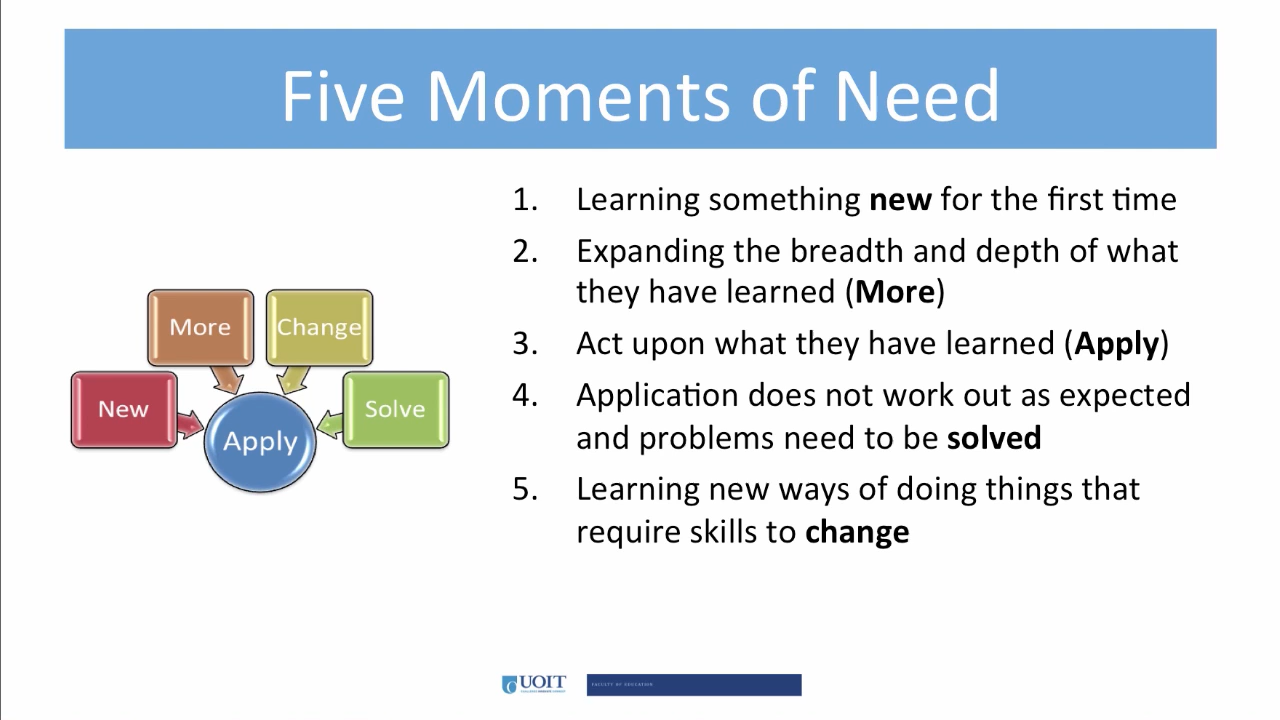 Five Moments of Need
1. Learning something new for the first time
2. Expanding the breadth and depth of what
they have learned (More)
3. Act upon what they have learned (Apply)
4. Application does not work out as expected
and problems need to be solved
5. Learning new ways of doing things that
require skills to change
More
Change
New
Solve
Apply
UOIT
FACULTY OF EDUCATION